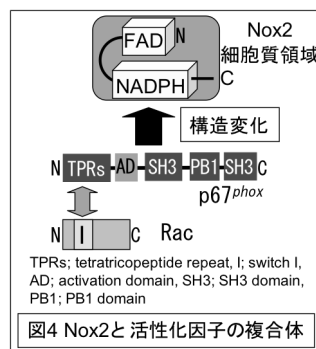 FAD N
Nox2
細胞質領域
NADPH C
構造変化
N TPRs AD SH3 PB1 SH3 C
p67phox
N I C Rac
TPRs; tetratricopeptide repeat, I; switch I,
AD; activation domain, SH3; SH3 domain,
PB1; PB1 domain
図4 Nox2と活性化因子の複合体